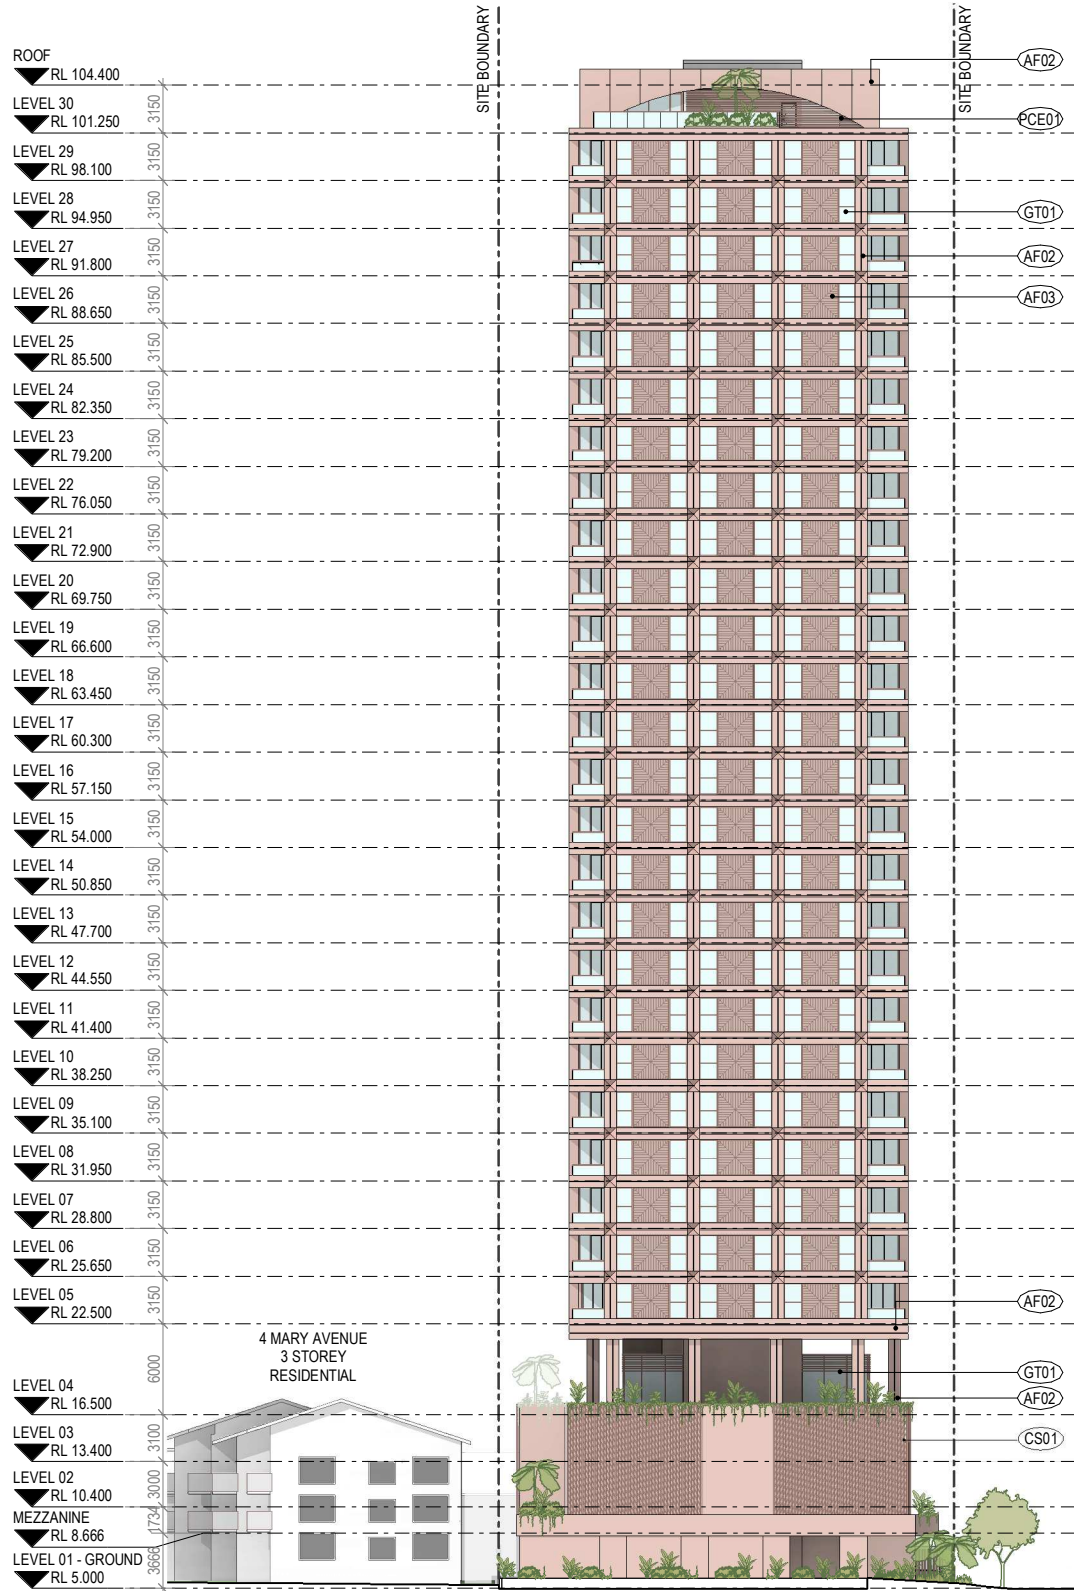 SITE BOUNDARY
SITE BOUNDARY
ROOF
RL 104.400
AF02
3150
LEVEL 30
RL 101.250
PCE01
3150
LEVEL 29
RL 98.100
3150
LEVEL 28
RL 94.950
GT01
3150
LEVEL 27
RL 91.800
AF02
3150
LEVEL 26
RL 88.650
AF03
3150
LEVEL 25
RL 85.500
3150
LEVEL 24
RL 82.350
3150
LEVEL 23
RL 79.200
3150
LEVEL 22
RL 76.050
3150
LEVEL 21
RL 72.900
3150
LEVEL 20
RL 69.750
3150
LEVEL 19
RL 66.600
3150
LEVEL 18
RL 63.450
3150
LEVEL 17
RL 60.300
3150
LEVEL 16
RL 57.150
3150
LEVEL 15
RL 54.000
3150
LEVEL 14
RL 50.850
3150
LEVEL 13
RL 47.700
3150
LEVEL 12
RL 44.550
3150
LEVEL 11
RL 41.400
3150
LEVEL 10
RL 38.250
3150
LEVEL 09
RL 35.100
3150
LEVEL 08
RL 31.950
3150
LEVEL 07
RL 28.800
3150
LEVEL 06
RL 25.650
3150
LEVEL 05
RL 22.500
AF02
4 MARY AVENUE
3 STOREY
RESIDENTIAL
6000
GT01
LEVEL 04
RL 16.500
AF02
3100
LEVEL 03
RL 13.400
CS01
3000
LEVEL 02
RL 10.400
1734
MEZZANINE
RL 8.666
3666
LEVEL 01 - GROUND
RL 5.000